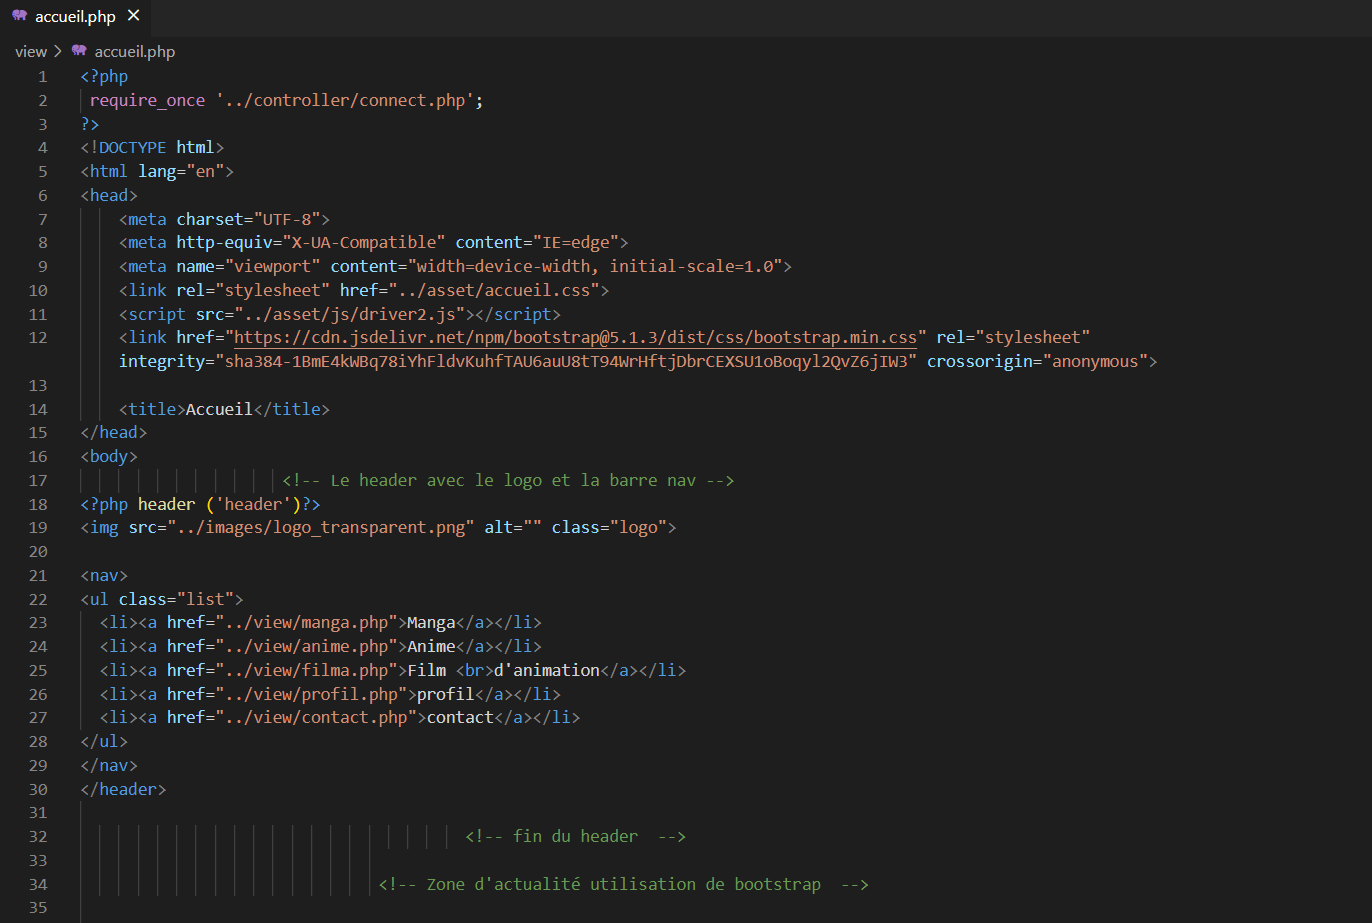 accueil.php ×
view > accueil.php
1 <?php
2 require_once '../controller/connect.php';
3 ?>
4 <!DOCTYPE html>
5 <html lang="en">
6 <head>
7 <meta charset="UTF-8">
8 <meta http-equiv="X-UA-Compatible" content="IE=edge">
9 <meta name="viewport" content="width=device-width, initial-scale=1.0">
10 <link rel="stylesheet" href="../asset/accueil.css">
11 <script src="../asset/js/driver2.js"></script>
12 <link href="https://cdn.jsdelivr.net/npm/bootstrap@5.1.3/dist/css/bootstrap.min.css" rel="stylesheet"
integrity="sha384-1BmE4kWBq78iYhFldvKuhfTAU6auU8tT94WrHftjDbrCEXSU1oBoqyl2QvZ6jIW3" crossorigin="anonymous">
13
14 <title>Accueil</title>
15 </head>
16 <body>
17 <!-- Le header avec le logo et la barre nav -->
18 <?php header ('header')?>
19 <img src="../images/logo_transparent.png" alt="" class="logo">
20
21 <nav>
22 <ul class="list">
23 <li><a href="../view/manga.php">Manga</a></li>
24 <li><a href="../view/anime.php">Anime</a></li>
25 <li><a href="../view/filma.php">Film <br>d'animation</a></li>
26 <li><a href="../view/profil.php">profil</a></li>
27 <li><a href="../view/contact.php">contact</a></li>
28 </ul>
29 </nav>
30 </header>
31
32 <!-- fin du header  -->
33
34 <!-- Zone d'actualité utilisation de bootstrap  -->
35